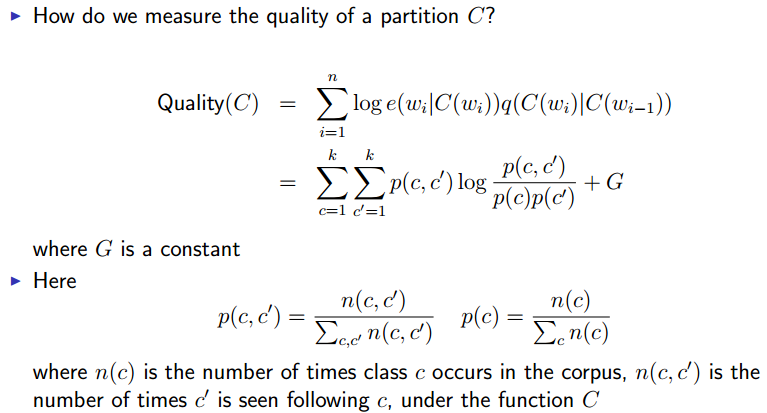 ▶ How do we measure the quality of a partition C?
Quality(C) = \sum_{i=1}^{n} log e(w_i|C(w_i))q(C(w_i)|C(w_{i−1}))
= \sum_{c=1}^{k} \sum_{c′=1}^{k} p(c, c′) log \frac{p(c, c′)}{p(c)p(c′)} + G
where G is a constant
▶ Here
p(c, c′) = \frac{n(c, c′)}{\sum_{c,c′} n(c, c′)} p(c) = \frac{n(c)}{\sum_{c} n(c)}
where n(c) is the number of times class c occurs in the corpus, n(c, c′) is the
number of times c′ is seen following c, under the function C